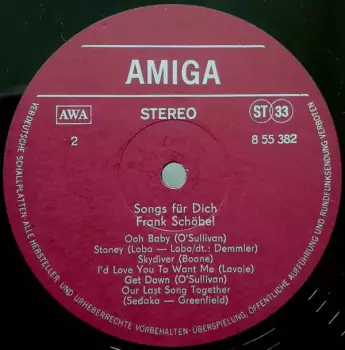 AMIGA
AWA
STEREO
ST 33
2
8 55 382
Songs für Dich
Frank Schöbel
Ooh Baby (O'Sullivan)
Stoney (Lobo — Lobo/dt.: Demmler)
Skydiver (Boone)
I'd Love You To Want Me (Lavoie)
Get Down (O'Sullivan)
Our Last Song Together
(Sedaka — Greenfield)
VEB DEUTSCHE SCHALLPLATTEN · ALLE HERSTELLER- UND URHEBERRECHTE VORBEHALTEN · ÜBERSPIELUNG, ÖFFENTLICHE AUFFÜHRUNG UND RUNDFUNKSENDUNG VERBOTEN